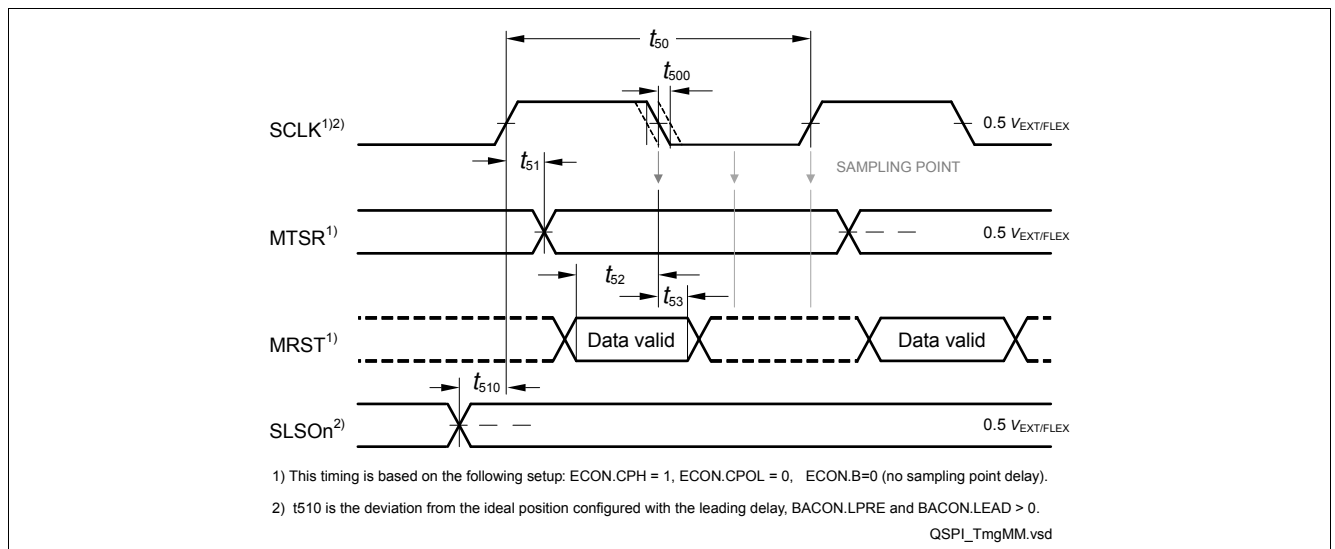 t50
t500
SCLK1)2)
0.5 VEXT/FLEX
t51
SAMPLING POINT
MTSR1)
0.5 VEXT/FLEX
t52
t53
MRST1)
Data valid
Data valid
t510
SLSOn2)
0.5 VEXT/FLEX
1) This timing is based on the following setup: ECON.CPH = 1, ECON.CPOL = 0, ECON.B=0 (no sampling point delay).
2) t510 is the deviation from the ideal position configured with the leading delay, BACON.LPRE and BACON.LEAD > 0.
QSPI_TmgMM.vsd